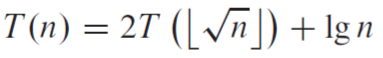 T(n) = 2T (⌊√n⌋) + lg n